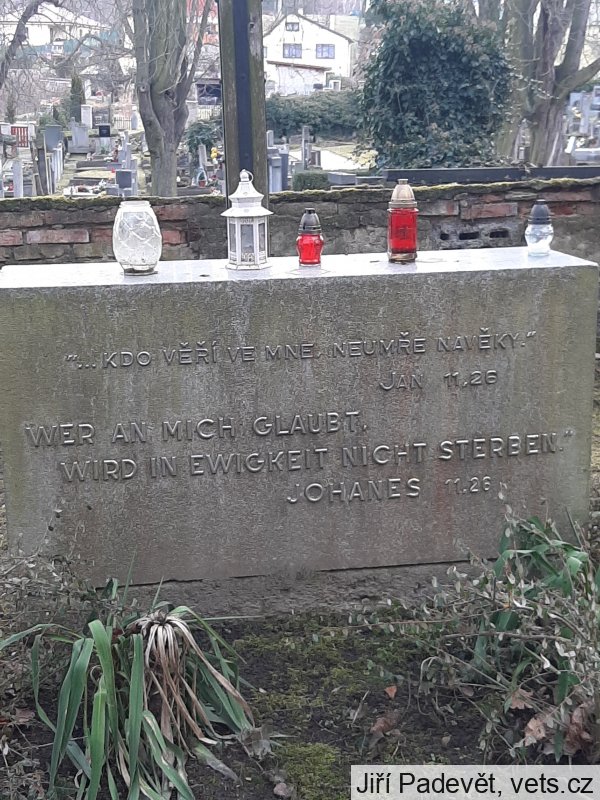 "... KDO VĚŘÍ VE MNE, NEUMŘE NAVĚKY."
JAN 11.26
"WER AN MICH GLAUBT,
WIRD IN EWIGKEIT NICHT STERBEN."
JOHANES 11.26
Jiří Padevět, vets.cz